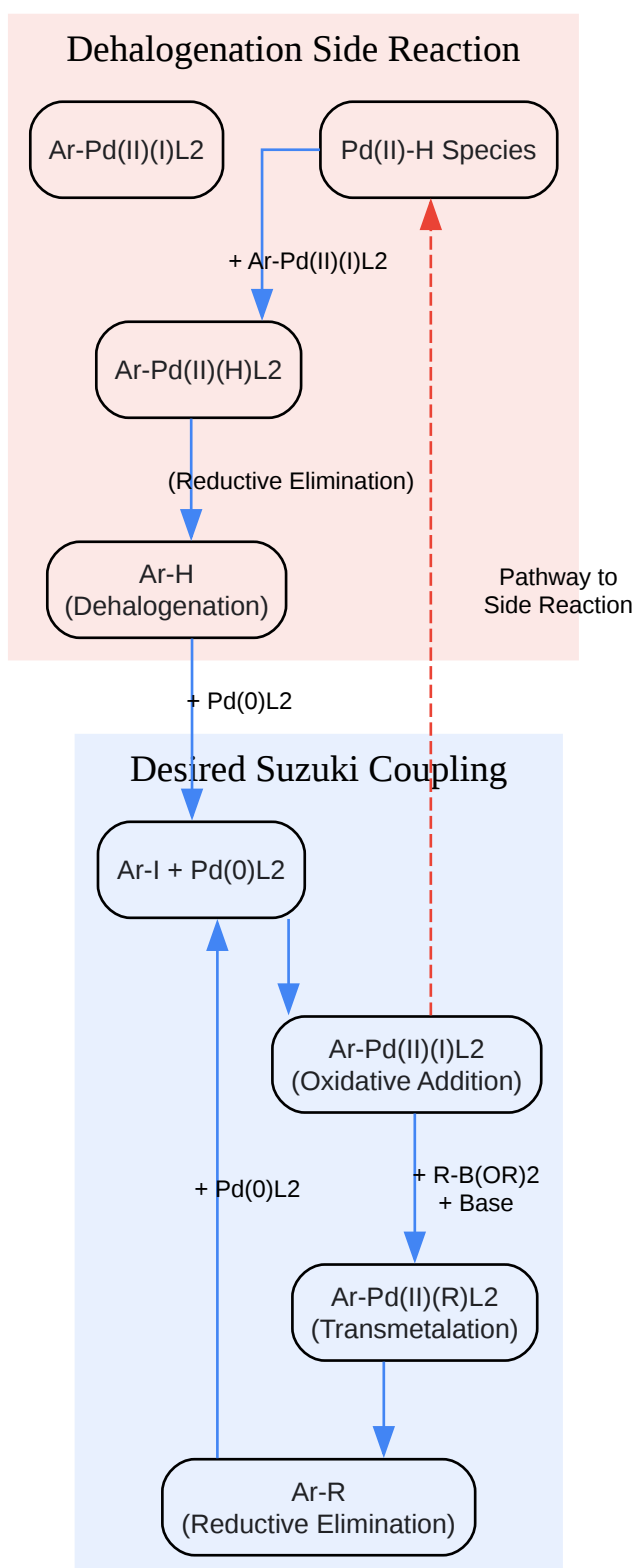 Dehalogenation Side Reaction
Ar-Pd(II)(I)L2
Pd(II)-H Species
+ Ar-Pd(II)(I)L2
Ar-Pd(II)(H)L2
(Reductive Elimination)
Ar-H
(Dehalogenation)
Pathway to
Side Reaction
+ Pd(0)L2
Desired Suzuki Coupling
Ar-I + Pd(0)L2
Ar-Pd(II)(I)L2
(Oxidative Addition)
+ R-B(OR)2
+ Base
+ Pd(0)L2
Ar-Pd(II)(R)L2
(Transmetalation)
Ar-R
(Reductive Elimination)